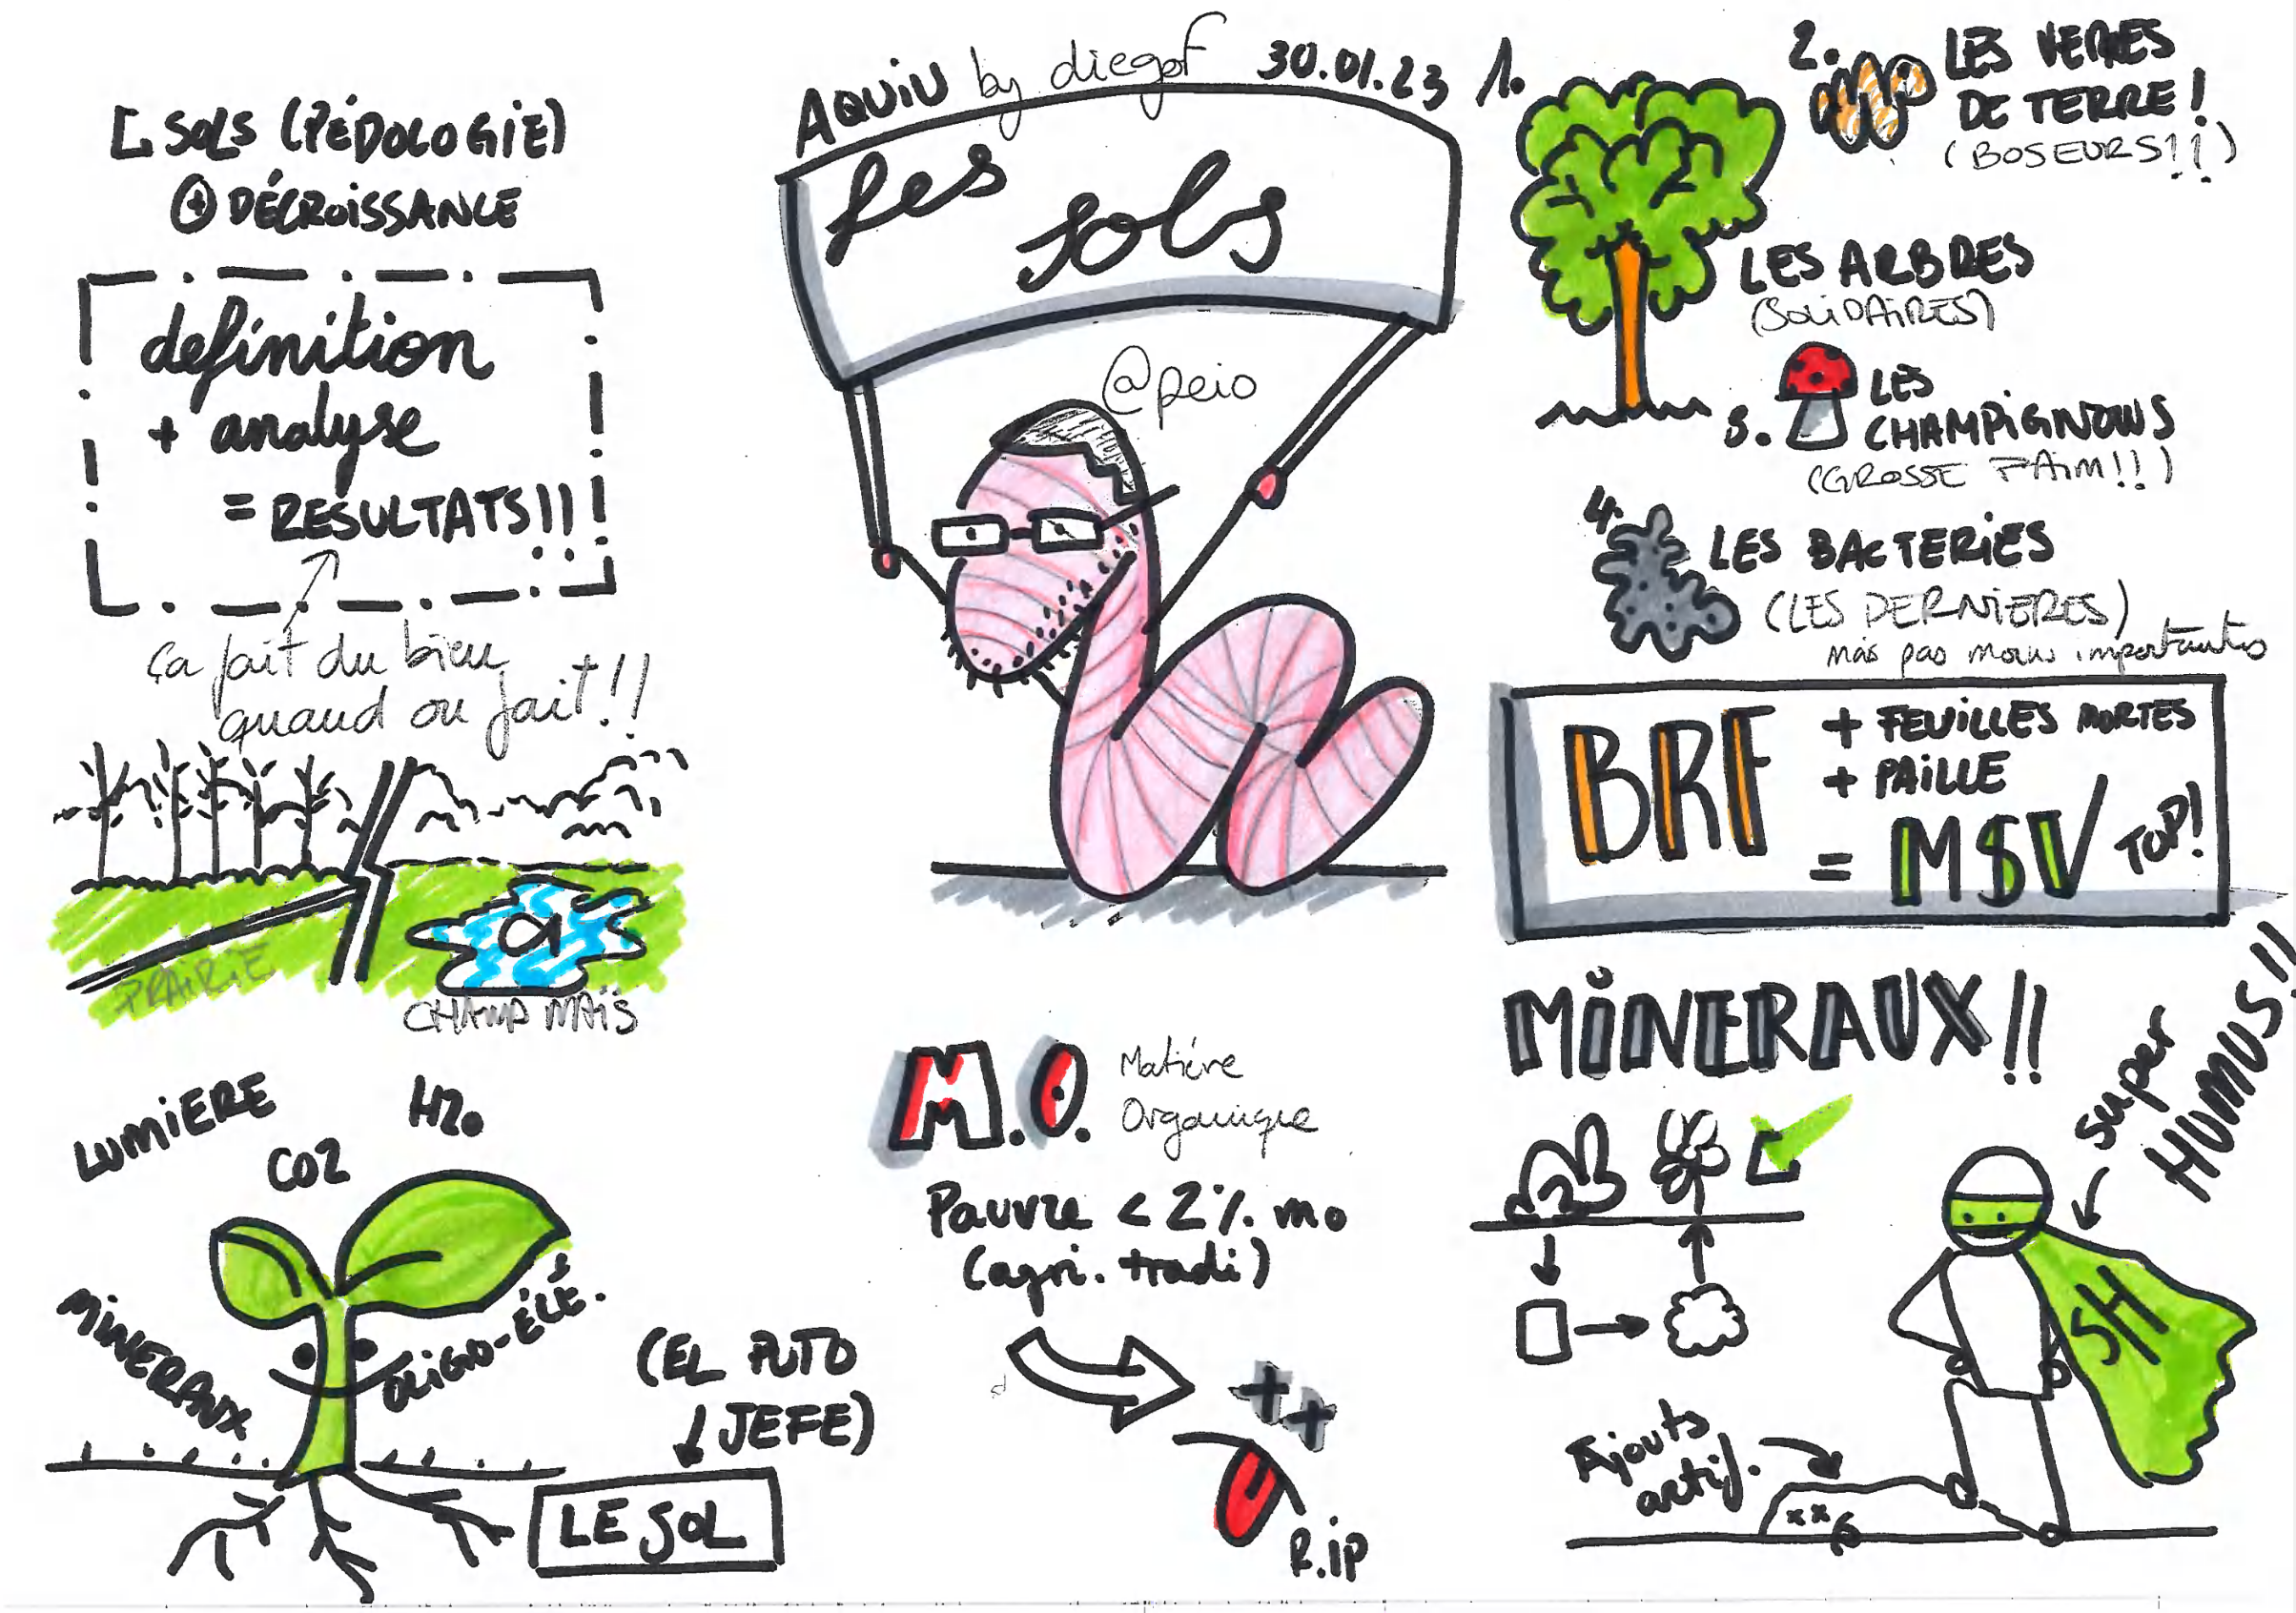 AQUIU by diegof 30.01.23
Les sols
@peio
SOLS (PÉDOLOGIE)
+ DÉCROISSANCE
definition
+ analyse
= RESULTATS!!!
ça fait du bien
quand on fait!!
PRAIRIE
CHAMP MAÏS
LUMIERE
CO2
H2O
MINERAUX
OLIGO-ÉLÉ.
(EL PUTO
JEFE)
LE SOL
M.O. Matière
Organique
Pauvre < 2% mo
(agri. tradi)
R.iP
1.
LES ARBRES
(SOLIDAIRES)
2. LES VERES
DE TERRE!
(BOSEURS!!)
3. LES
CHAMPIGNONS
(GROSSE FAIM!!)
4. LES BACTERIES
(LES DERNIERES)
mais pas moins importantes
BRF + FEUILLES MORTES
+ PAILLE
= M$V TOP!
MINERAUX!!
super
HUMUS!!
SH
Ajouts
artif.